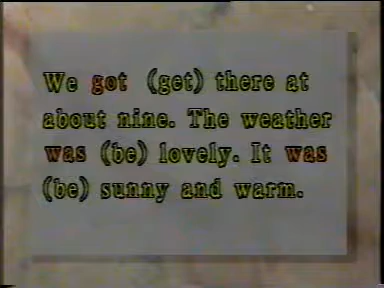 We got (get) there at
about nine. The weather
was (be) lovely. It was
(be) sunny and warm.